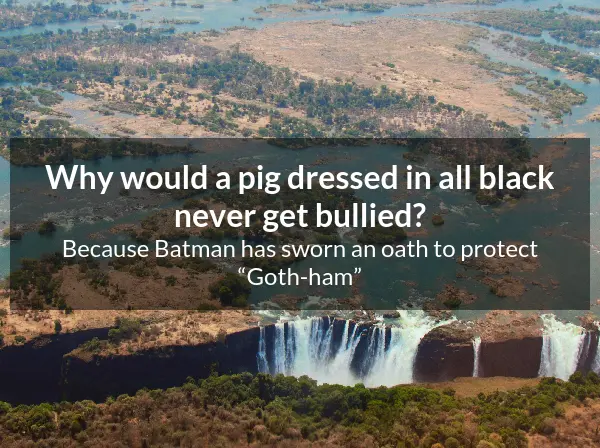 Why would a pig dressed in all black
never get bullied?
Because Batman has sworn an oath to protect
“Goth-ham”